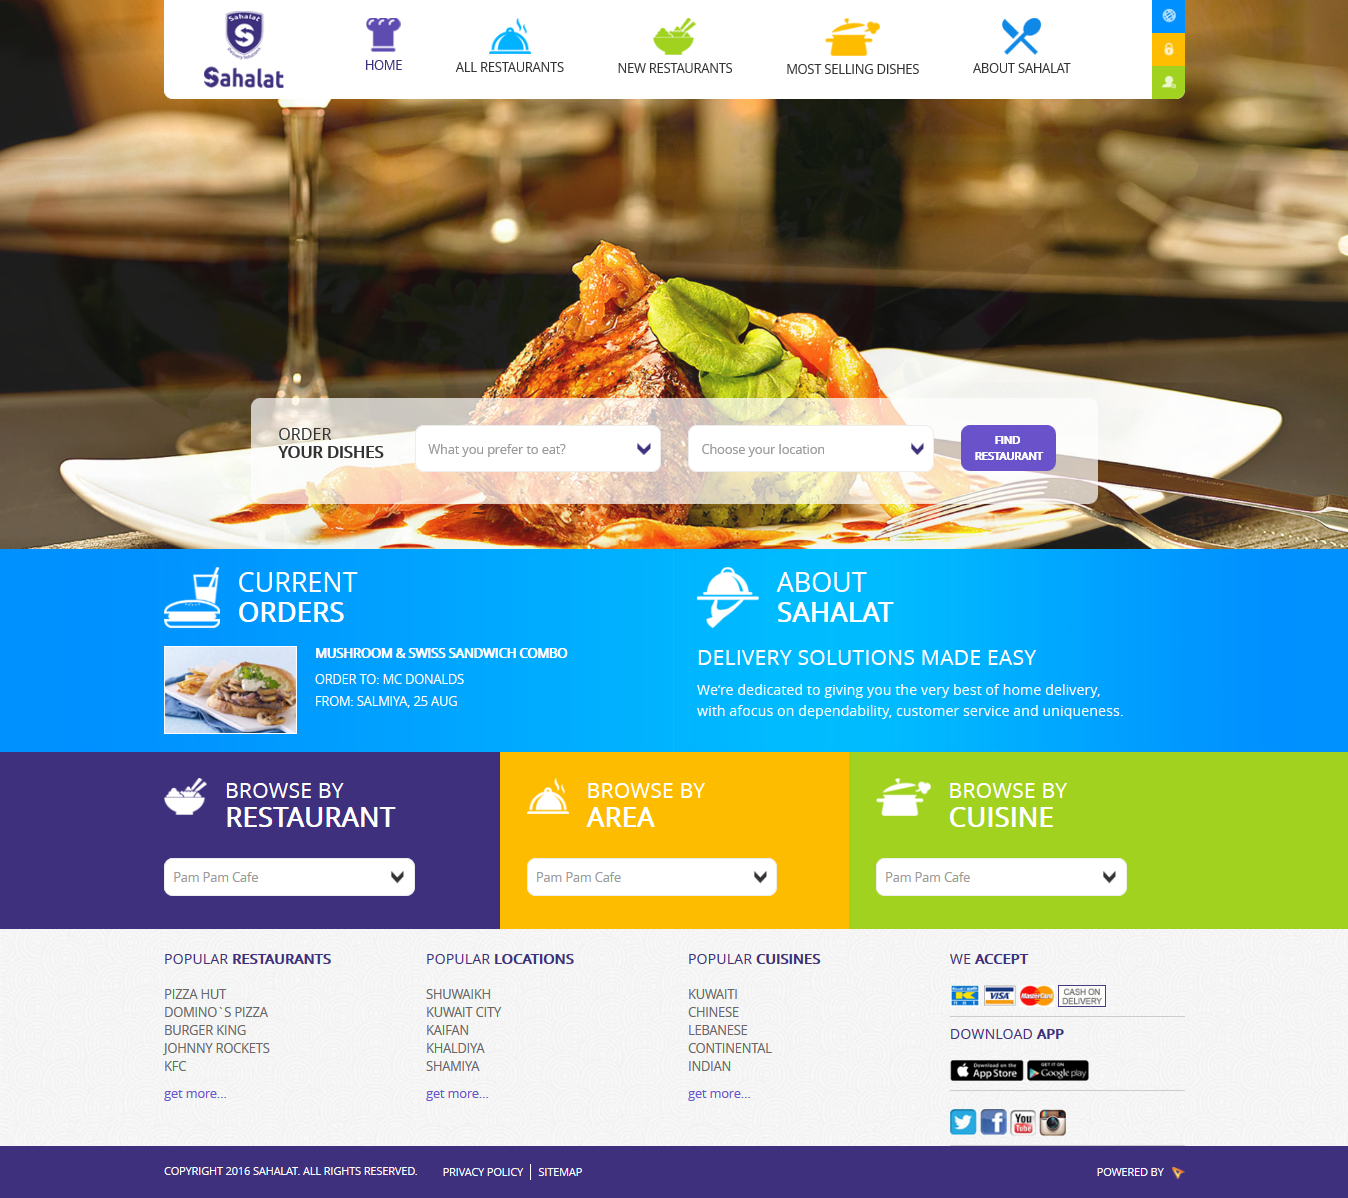 Sahalat
S
Sahalat
HOME
ALL RESTAURANTS
NEW RESTAURANTS
MOST SELLING DISHES
ABOUT SAHALAT
ORDER
YOUR DISHES
What you prefer to eat?
Choose your location
FIND
RESTAURANT
CURRENT
ORDERS
MUSHROOM & SWISS SANDWICH COMBO
ORDER TO: MC DONALDS
FROM: SALMIYA, 25 AUG
ABOUT
SAHALAT
DELIVERY SOLUTIONS MADE EASY
We're dedicated to giving you the very best of home delivery,
with afocus on dependability, customer service and uniqueness.
BROWSE BY
RESTAURANT
Pam Pam Cafe
BROWSE BY
AREA
Pam Pam Cafe
BROWSE BY
CUISINE
Pam Pam Cafe
POPULAR RESTAURANTS
PIZZA HUT
DOMINO`S PIZZA
BURGER KING
JOHNNY ROCKETS
KFC
get more...
POPULAR LOCATIONS
SHUWAIKH
KUWAIT CITY
KAIFAN
KHALDIYA
SHAMIYA
get more...
POPULAR CUISINES
KUWAITI
CHINESE
LEBANESE
CONTINENTAL
INDIAN
get more...
WE ACCEPT
VISA
MasterCard
CASH ON
DELIVERY
DOWNLOAD APP
Download on the
App Store
GET IT ON
Google play
You
Tube
COPYRIGHT 2016 SAHALAT. ALL RIGHTS RESERVED.
PRIVACY POLICY | SITEMAP
POWERED BY